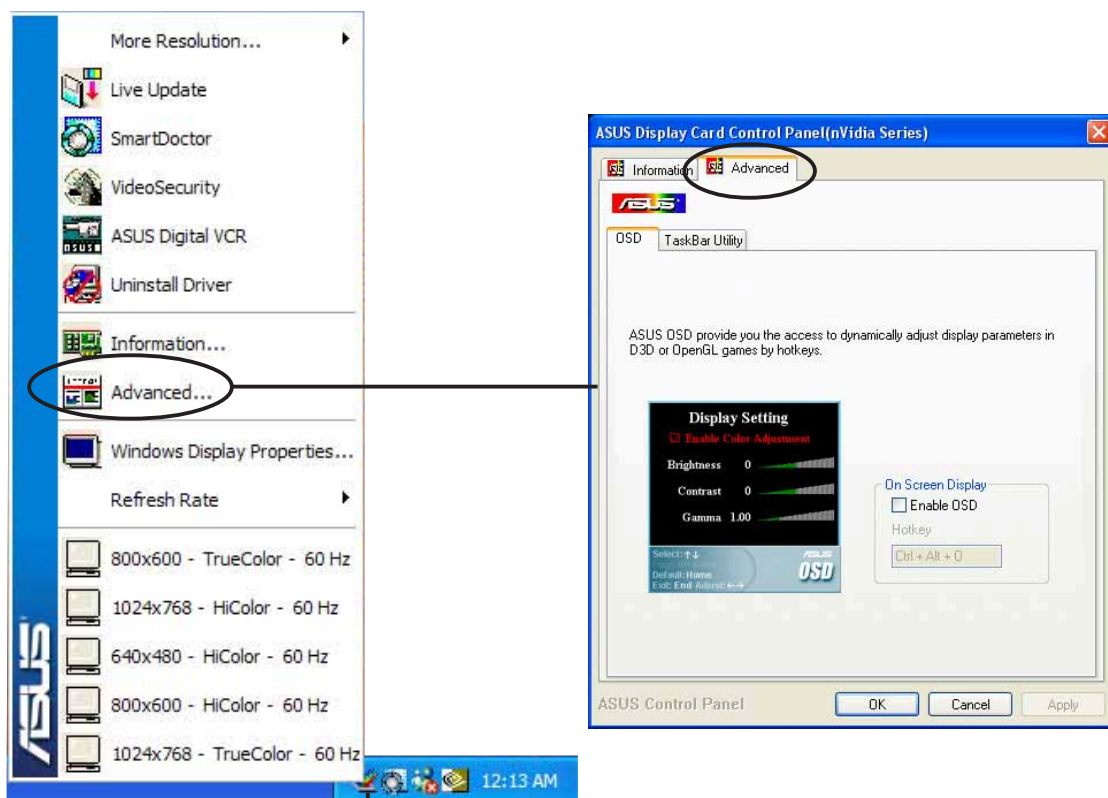 More Resolution...
Live Update
SmartDoctor
VideoSecurity
ASUS Digital VCR
Uninstall Driver
Information...
Advanced...
Windows Display Properties...
Refresh Rate
800x600 - TrueColor - 60 Hz
1024x768 - HiColor - 60 Hz
640x480 - HiColor - 60 Hz
800x600 - HiColor - 60 Hz
1024x768 - TrueColor - 60 Hz
ASUS
12:13 AM
ASUS Display Card Control Panel(nVidia Series)
Information
Advanced
ASUS
OSD
TaskBar Utility
ASUS OSD provide you the access to dynamically adjust display parameters in
D3D or OpenGL games by hotkeys.
Display Setting
Enable Color Adjustment
Brightness 0
Contrast 0
Gamma 1.00
Select:↑↓
Default:Home
Exit: End Adjust:←→
ASUS
OSD
On Screen Display
Enable OSD
Hotkey
Ctrl + Alt + O
ASUS Control Panel
OK
Cancel
Apply